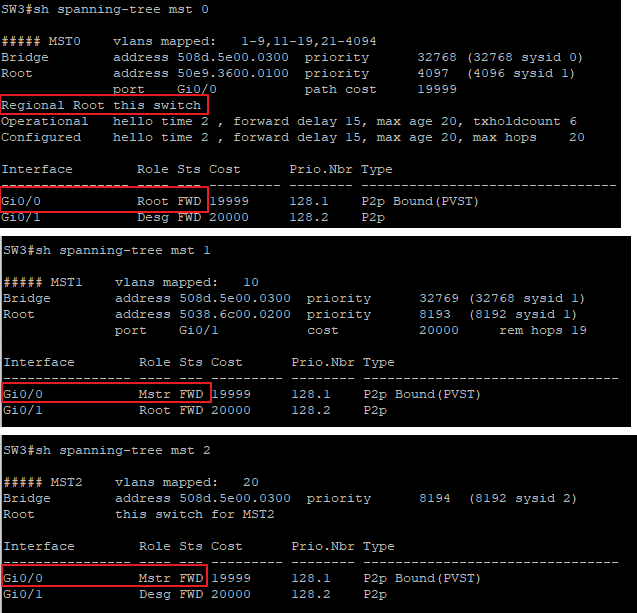 SW3#sh spanning-tree mst 0
##### MST0    vlans mapped:   1-9,11-19,21-4094
Bridge        address 508d.5e00.0300  priority      32768 (32768 sysid 0)
Root          address 50e9.3600.0100  priority      4097  (4096 sysid 1)
              port    Gi0/0           path cost     19999
Regional Root this switch
Operational   hello time 2 , forward delay 15, max age 20, txholdcount 6
Configured    hello time 2 , forward delay 15, max age 20, max hops    20
Interface        Role Sts Cost      Prio.Nbr Type
---------------- ---- --- --------- -------- --------------------------------
Gi0/0            Root FWD 19999     128.1    P2p Bound(PVST)
Gi0/1            Desg FWD 20000     128.2    P2p
SW3#sh spanning-tree mst 1
##### MST1    vlans mapped:   10
Bridge        address 508d.5e00.0300  priority      32769 (32768 sysid 1)
Root          address 5038.6c00.0200  priority      8193  (8192 sysid 1)
              port    Gi0/1           cost          20000     rem hops 19
Interface        Role Sts Cost      Prio.Nbr Type
---------------- ---- --- --------- -------- --------------------------------
Gi0/0            Mstr FWD 19999     128.1    P2p Bound(PVST)
Gi0/1            Root FWD 20000     128.2    P2p
SW3#sh spanning-tree mst 2
##### MST2    vlans mapped:   20
Bridge        address 508d.5e00.0300  priority      8194  (8192 sysid 2)
Root          this switch for MST2
Interface        Role Sts Cost      Prio.Nbr Type
---------------- ---- --- --------- -------- --------------------------------
Gi0/0            Mstr FWD 19999     128.1    P2p Bound(PVST)
Gi0/1            Desg FWD 20000     128.2    P2p